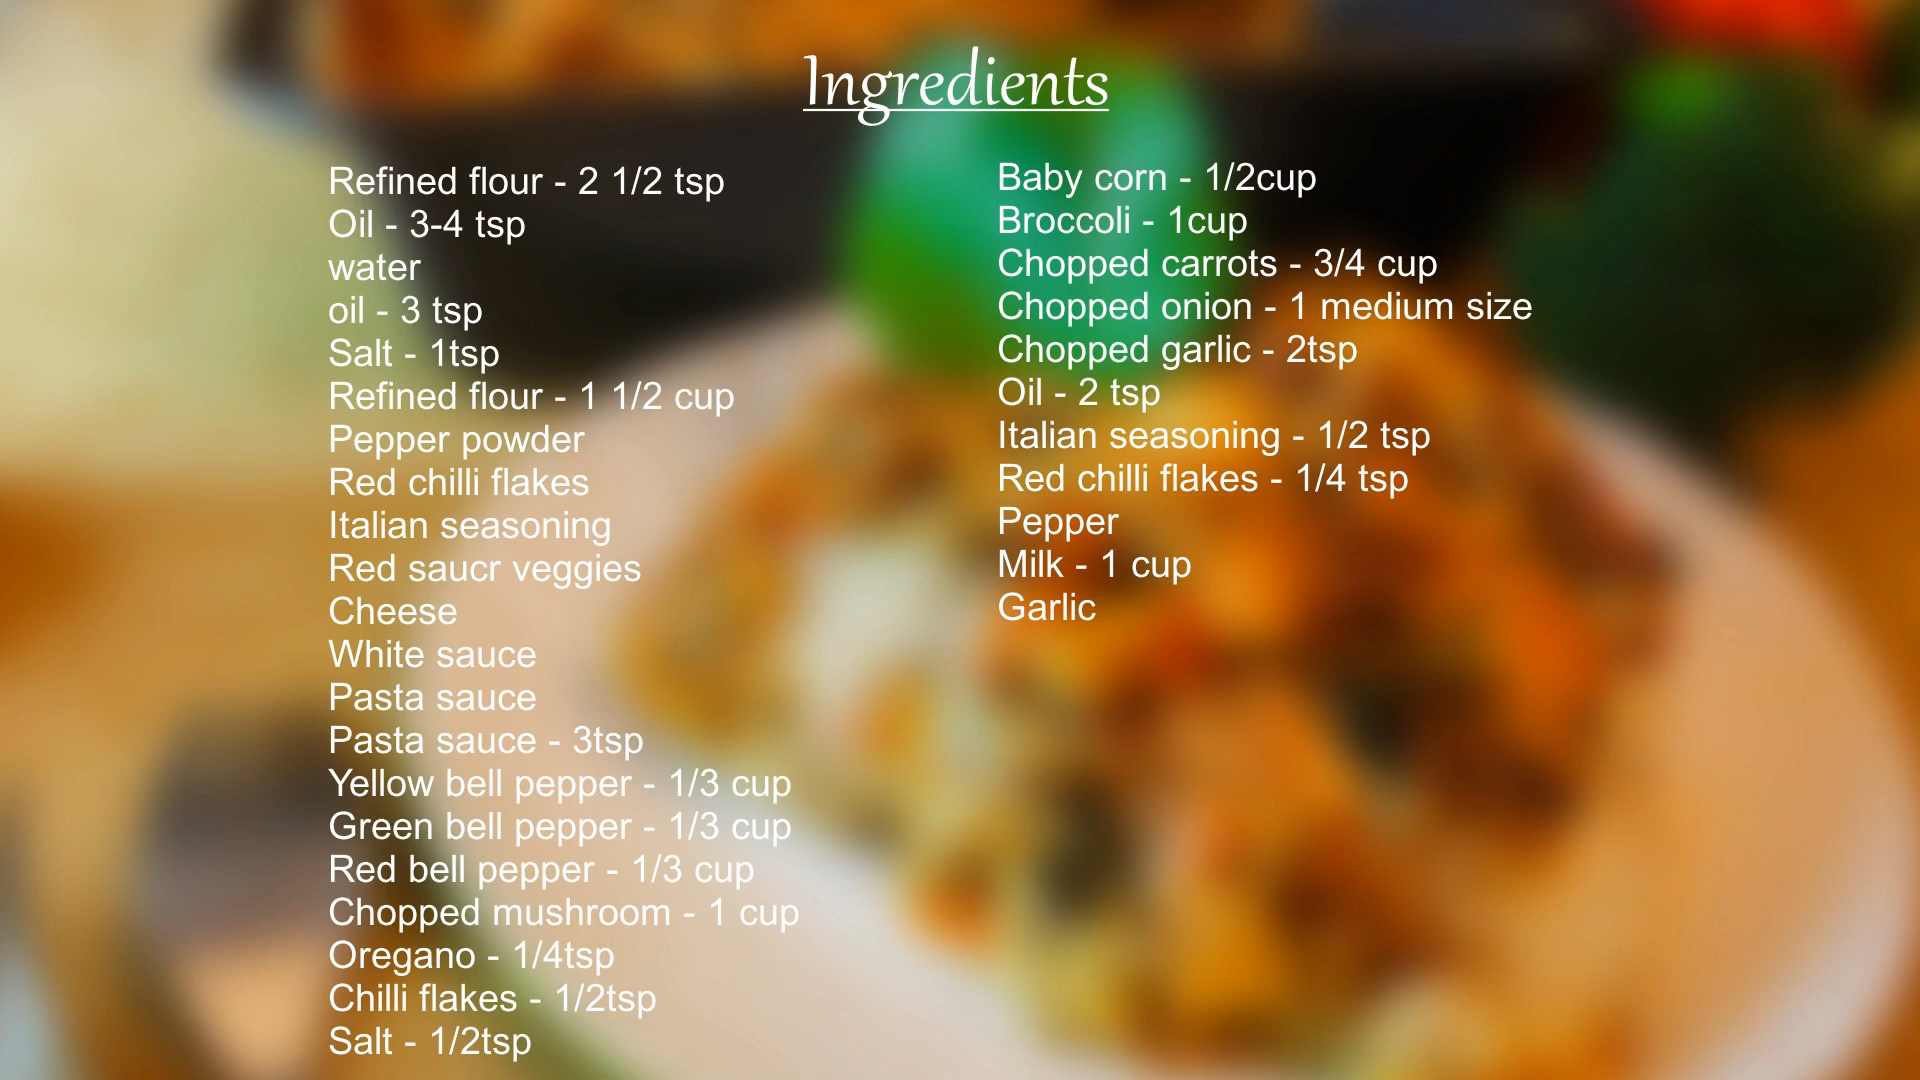 Ingredients
Refined flour - 2 1/2 tsp
Oil - 3-4 tsp
water
oil - 3 tsp
Salt - 1tsp
Refined flour - 1 1/2 cup
Pepper powder
Red chilli flakes
Italian seasoning
Red saucr veggies
Cheese
White sauce
Pasta sauce
Pasta sauce - 3tsp
Yellow bell pepper - 1/3 cup
Green bell pepper - 1/3 cup
Red bell pepper - 1/3 cup
Chopped mushroom - 1 cup
Oregano - 1/4tsp
Chilli flakes - 1/2tsp
Salt - 1/2tsp
Baby corn - 1/2cup
Broccoli - 1cup
Chopped carrots - 3/4 cup
Chopped onion - 1 medium size
Chopped garlic - 2tsp
Oil - 2 tsp
Italian seasoning - 1/2 tsp
Red chilli flakes - 1/4 tsp
Pepper
Milk - 1 cup
Garlic